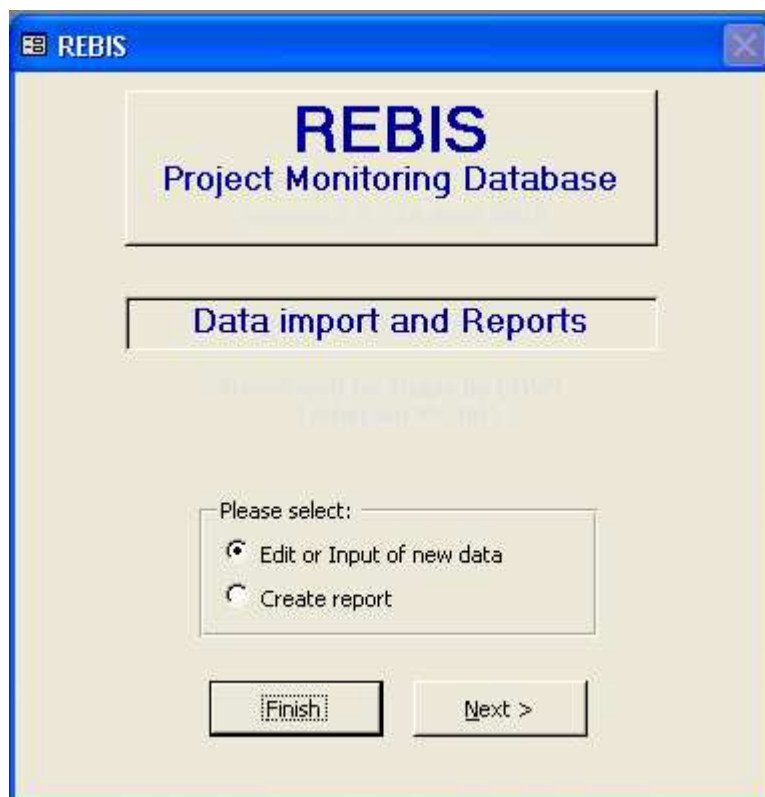 REBIS
REBIS
Project Monitoring Database
Data import and Reports
Please select:
Edit or Input of new data
Create report
Finish
Next >